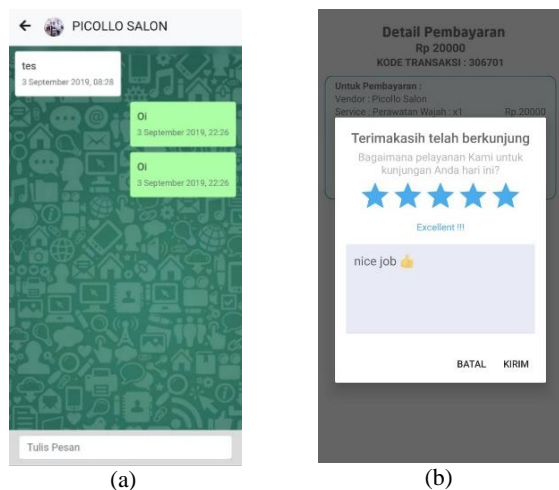 PICOLLO SALON
tes
3 September 2019, 08:28
Oi
3 September 2019, 22:26
Oi
3 September 2019, 22:26
Tulis Pesan
(a)
Detail Pembayaran
Rp 20000
KODE TRANSAKSI : 306701
Untuk Pembayaran :
Vendor : Picollo Salon
Service : Perawatan Wajah : x1 Rp.20000
Terimakasih telah berkunjung
Bagaimana pelayanan Kami untuk
kunjungan Anda hari ini?
Excellent !!!
nice job 👍
BATAL KIRIM
(b)